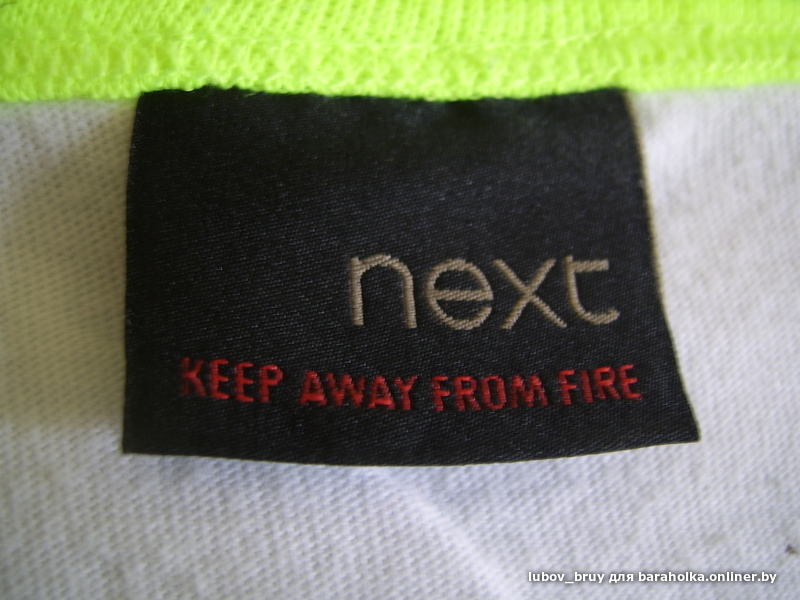 next
KEEP AWAY FROM FIRE
lubov_bruy для baraholka.onliner.by